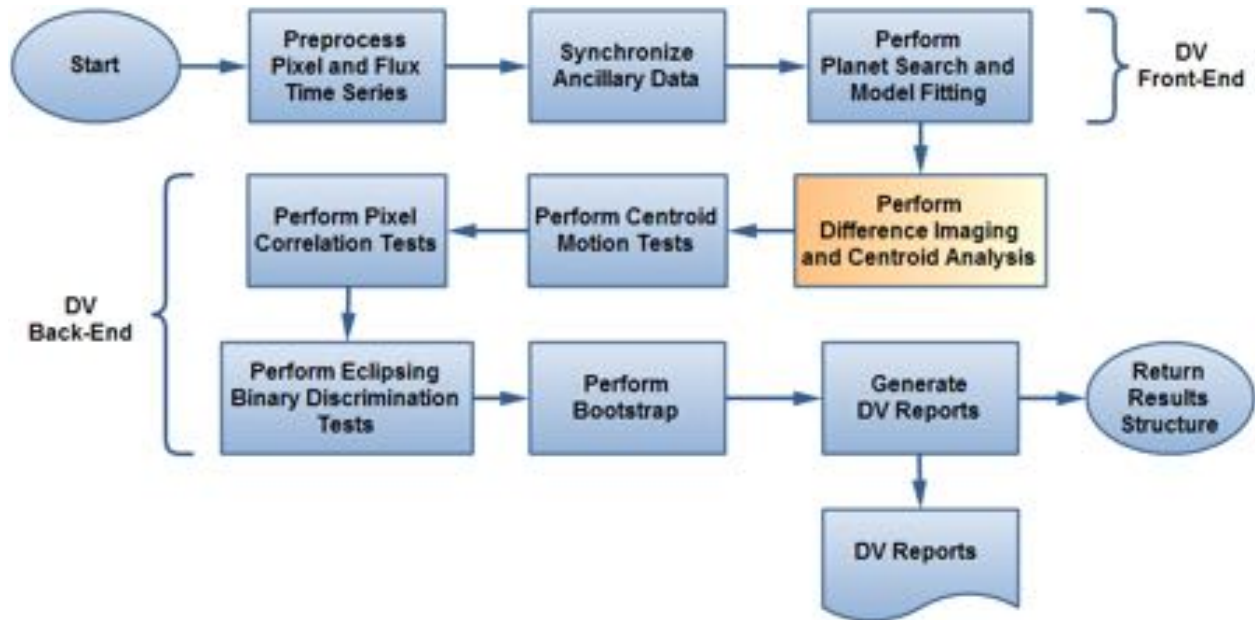 Start
Preprocess
Pixel and Flux
Time Series
Synchronize
Ancillary Data
Perform
Planet Search and
Model Fitting
DV
Front-End
Perform
Difference Imaging
and Centroid Analysis
Perform Centroid
Motion Tests
Perform Pixel
Correlation Tests
DV
Back-End
Perform Eclipsing
Binary Discrimination
Tests
Perform
Bootstrap
Generate
DV Reports
Return
Results
Structure
DV Reports